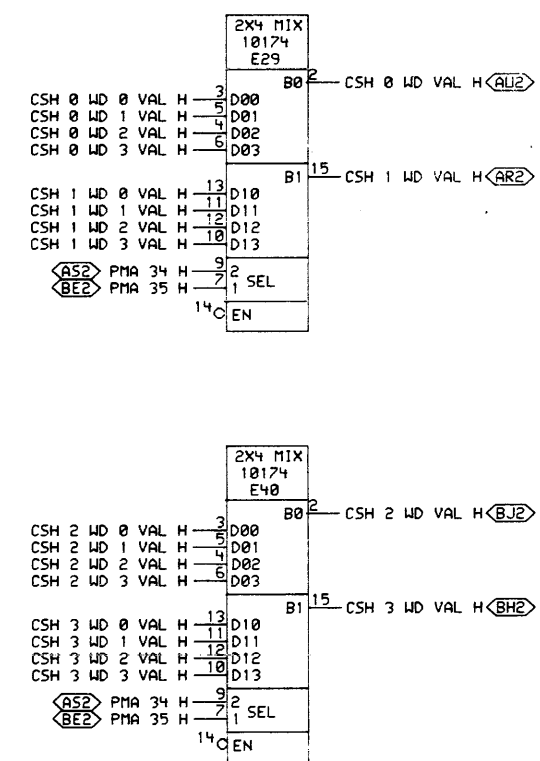 2X4 MIX
10174
E29
B0 2 CSH 0 WD VAL H AU2
CSH 0 WD 0 VAL H 3 D00
CSH 0 WD 1 VAL H 5 D01
CSH 0 WD 2 VAL H 4 D02
CSH 0 WD 3 VAL H 6 D03
B1 15 CSH 1 WD VAL H AR2
CSH 1 WD 0 VAL H 13 D10
CSH 1 WD 1 VAL H 11 D11
CSH 1 WD 2 VAL H 12 D12
CSH 1 WD 3 VAL H 10 D13
AS2 PMA 34 H 9 2
BE2 PMA 35 H 7 1 SEL
14 EN
2X4 MIX
10174
E40
B0 2 CSH 2 WD VAL H BJ2
CSH 2 WD 0 VAL H 3 D00
CSH 2 WD 1 VAL H 5 D01
CSH 2 WD 2 VAL H 4 D02
CSH 2 WD 3 VAL H 6 D03
B1 15 CSH 3 WD VAL H BH2
CSH 3 WD 0 VAL H 13 D10
CSH 3 WD 1 VAL H 11 D11
CSH 3 WD 2 VAL H 12 D12
CSH 3 WD 3 VAL H 10 D13
AS2 PMA 34 H 9 2
BE2 PMA 35 H 7 1 SEL
14 EN